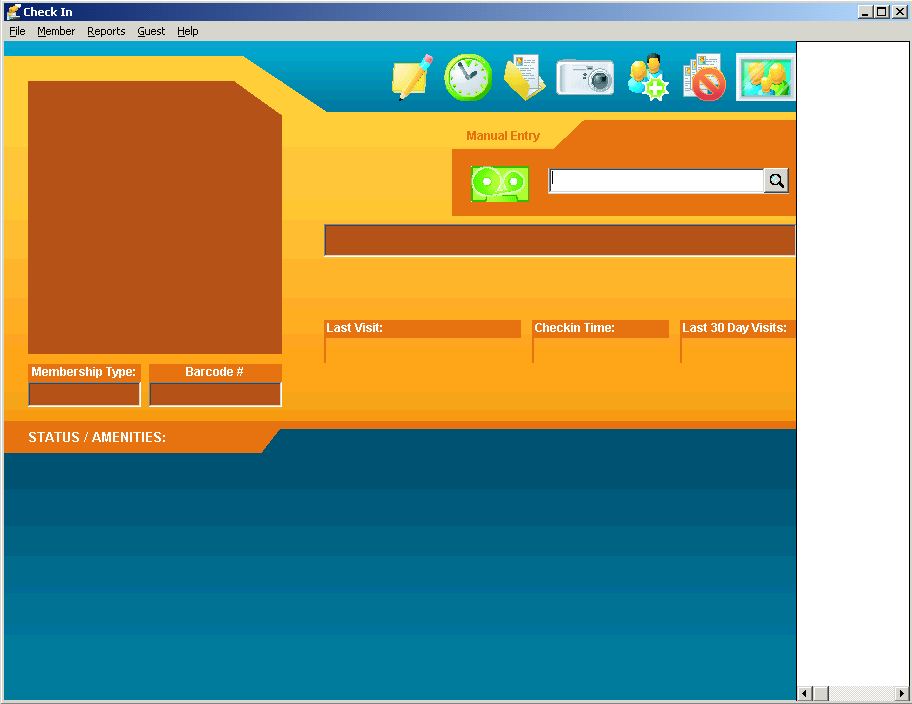 Check In
File Member Reports Guest Help
Manual Entry
Last Visit: Checkin Time: Last 30 Day Visits:
Membership Type: Barcode #
STATUS / AMENITIES: